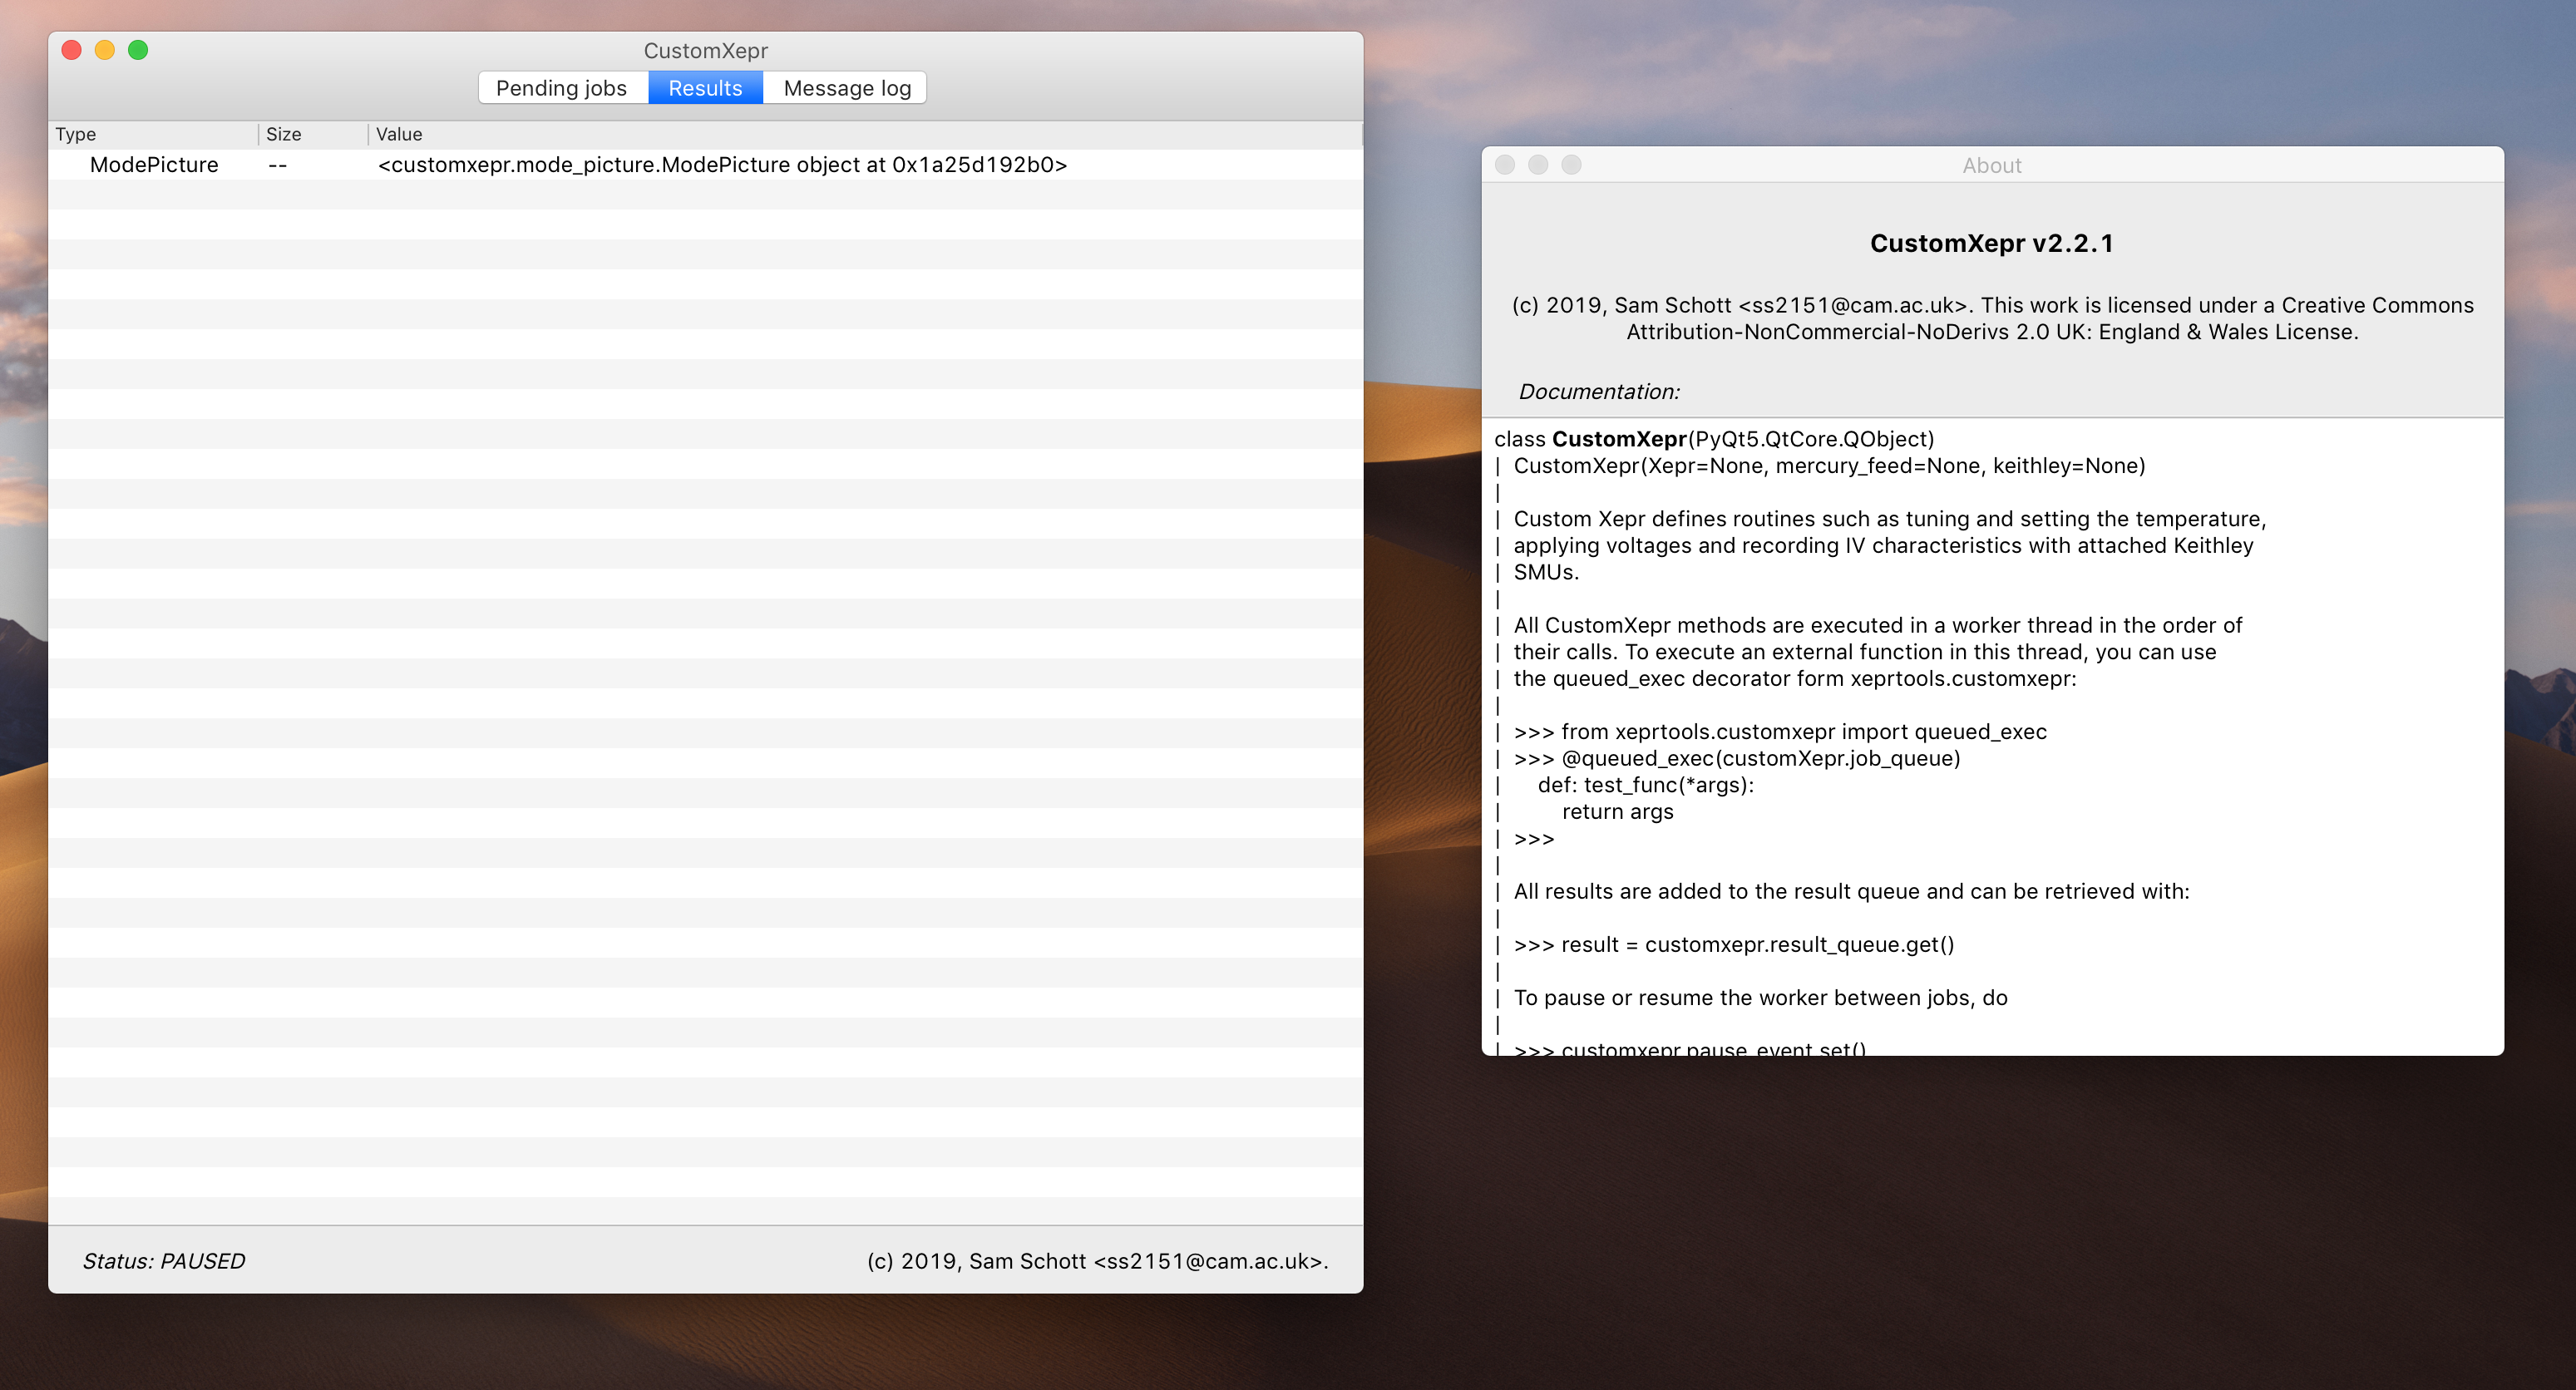 CustomXepr
Pending jobs Results Message log
Type Size Value
ModePicture -- <customxepr.mode_picture.ModePicture object at 0x1a25d192b0>
Status: PAUSED (c) 2019, Sam Schott <ss2151@cam.ac.uk>.
About
CustomXepr v2.2.1
(c) 2019, Sam Schott <ss2151@cam.ac.uk>. This work is licensed under a Creative Commons
Attribution-NonCommercial-NoDerivs 2.0 UK: England & Wales License.
Documentation:
class CustomXepr(PyQt5.QtCore.QObject)
| CustomXepr(Xepr=None, mercury_feed=None, keithley=None)
|
| Custom Xepr defines routines such as tuning and setting the temperature,
| applying voltages and recording IV characteristics with attached Keithley
| SMUs.
|
| All CustomXepr methods are executed in a worker thread in the order of
| their calls. To execute an external function in this thread, you can use
| the queued_exec decorator form xeprtools.customxepr:
|
| >>> from xeprtools.customxepr import queued_exec
| >>> @queued_exec(customXepr.job_queue)
| def: test_func(*args):
| return args
| >>>
|
| All results are added to the result queue and can be retrieved with:
|
| >>> result = customxepr.result_queue.get()
|
| To pause or resume the worker between jobs, do
|
| >>> customxepr.pause_event.set()